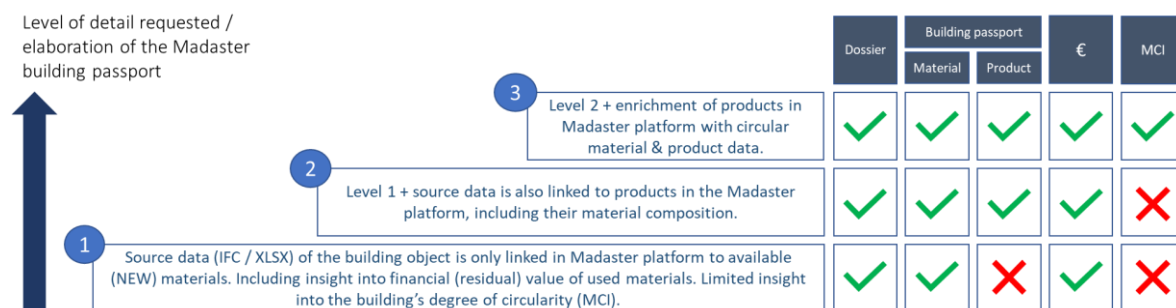 Level of detail requested /
elaboration of the Madaster
building passport
Dossier
Building passport
Material
Product
€
MCI
3
Level 2 + enrichment of products in
Madaster platform with circular
material & product data.
2
Level 1 + source data is also linked to products in the Madaster
platform, including their material composition.
1
Source data (IFC / XLSX) of the building object is only linked in Madaster platform to available
(NEW) materials. Including insight into financial (residual) value of used materials. Limited insight
into the building’s degree of circularity (MCI).